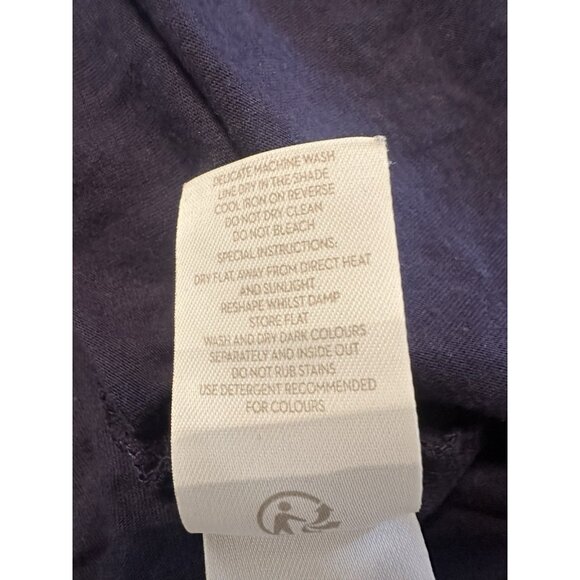 DELICATE MACHINE WASH
LINE DRY IN THE SHADE
COOL IRON ON REVERSE
DO NOT DRY CLEAN
DO NOT BLEACH
SPECIAL INSTRUCTIONS:
DRY FLAT, AWAY FROM DIRECT HEAT
AND SUNLIGHT
RESHAPE WHILST DAMP
STORE FLAT
WASH AND DRY DARK COLOURS
SEPARATELY AND INSIDE OUT
DO NOT RUB STAINS
USE DETERGENT RECOMMENDED
FOR COLOURS